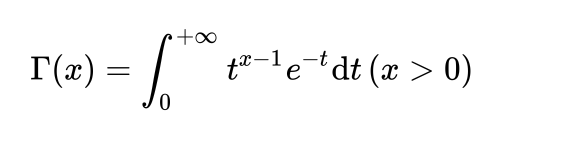 Γ(x) = ∫₀^{+∞} t^{x−1}e^{−t}dt (x > 0)